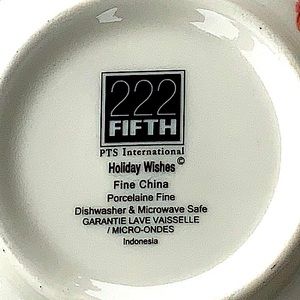 222
FIFTH
PTS International
Holiday Wishes©
Fine China
Porcelaine Fine
Dishwasher & Microwave Safe
GARANTIE LAVE VAISSELLE
/ MICRO-ONDES
Indonesia